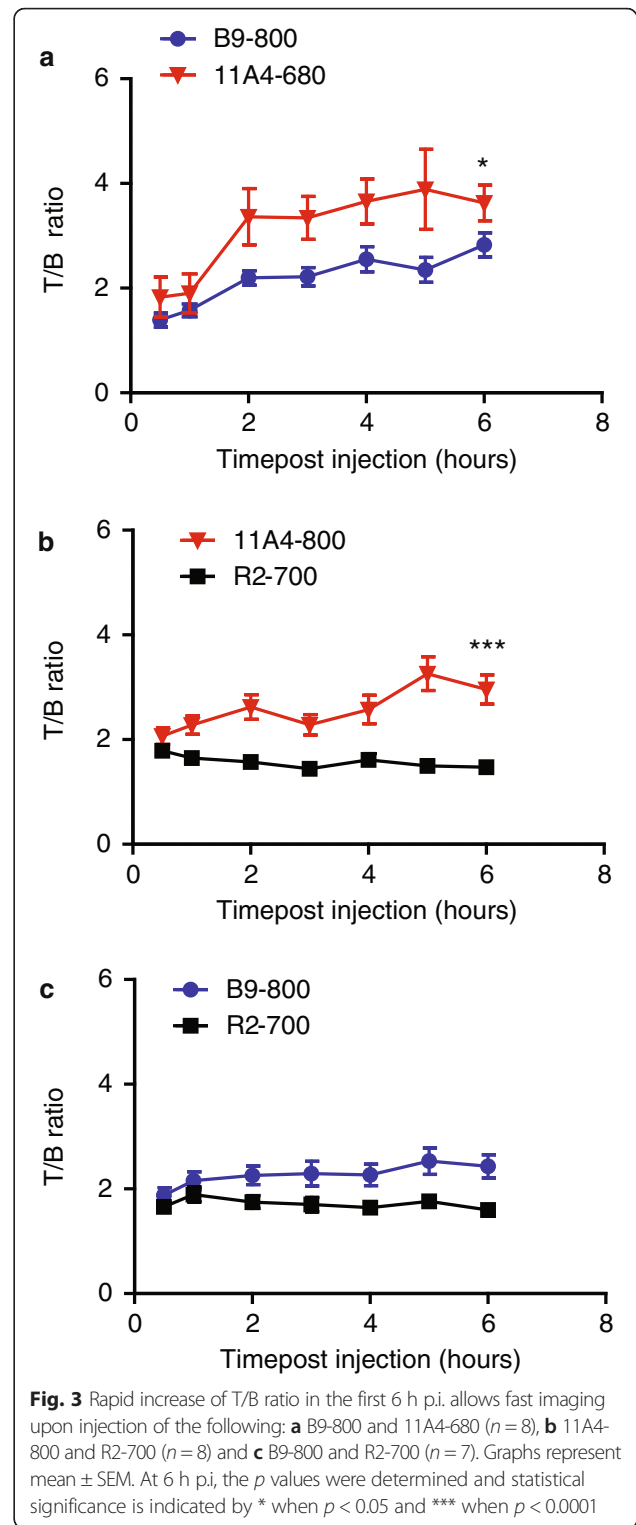 a
B9-800
11A4-680
6
4
2
0
*
T/B ratio
0 2 4 6 8
Timepost injection (hours)
b
11A4-800
R2-700
6
4
2
0
***
T/B ratio
0 2 4 6 8
Timepost injection (hours)
c
B9-800
R2-700
6
4
2
0
T/B ratio
0 2 4 6 8
Timepost injection (hours)
Fig. 3 Rapid increase of T/B ratio in the first 6 h p.i. allows fast imaging
upon injection of the following: a B9-800 and 11A4-680 (n = 8), b 11A4-
800 and R2-700 (n = 8) and c B9-800 and R2-700 (n = 7). Graphs represent
mean ± SEM. At 6 h p.i, the p values were determined and statistical
significance is indicated by * when p < 0.05 and *** when p < 0.0001